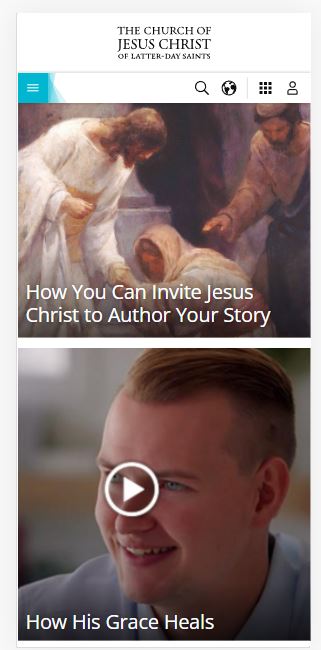 THE CHURCH OF
JESUS CHRIST
OF LATTER-DAY SAINTS
How You Can Invite Jesus
Christ to Author Your Story
How His Grace Heals